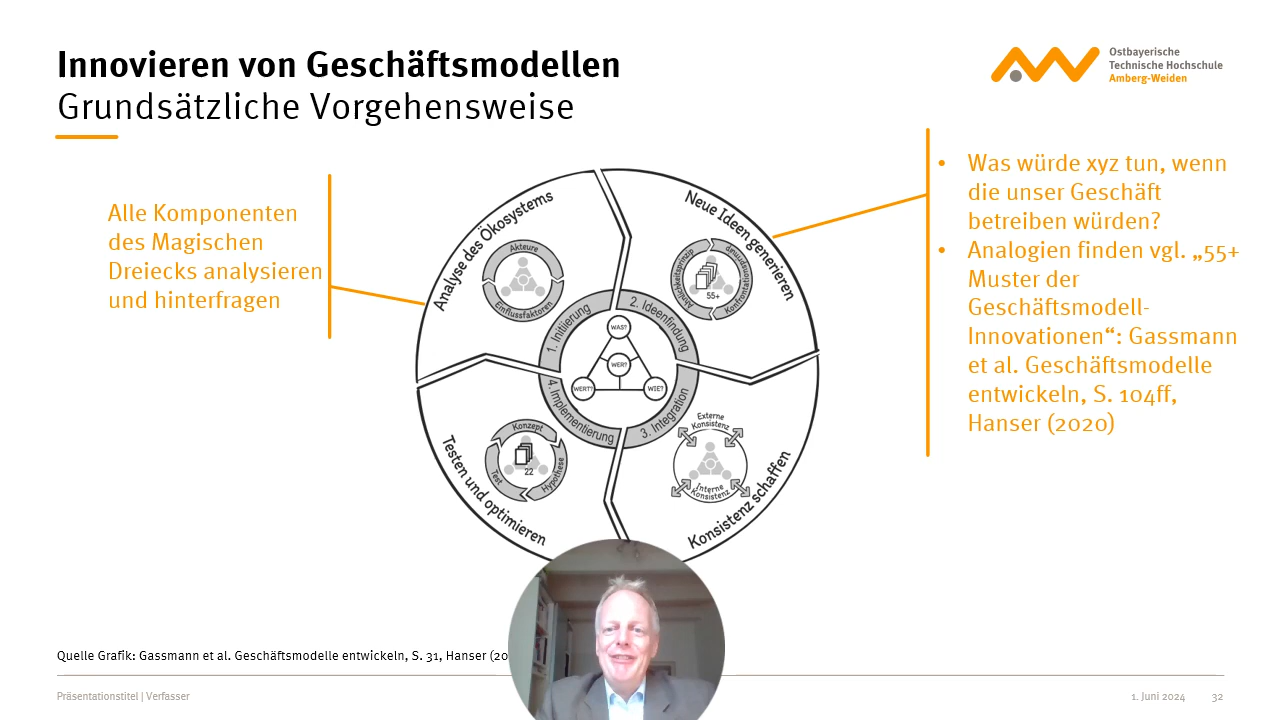 Innovieren von Geschäftsmodellen
Grundsätzliche Vorgehensweise
Ostbayerische
Technische Hochschule
Amberg-Weiden
Alle Komponenten
des Magischen
Dreiecks analysieren
und hinterfragen
Analyse des Ökosystems
Akteure
Einflussfaktoren
1. Initiierung
Neue Ideen generieren
Ähnlichkeitsprinzip
Konfrontationsprinzip
55+
2. Ideenfindung
WAS?
WER?
WERT?
WIE?
4. Implementierung
3. Integration
Konzept
Hypothese
Test
22
Testen und optimieren
Externe
Konsistenz
Interne
Konsistenz
Konsistenz schaffen
• Was würde xyz tun, wenn
die unser Geschäft
betreiben würden?
• Analogien finden vgl. „55+
Muster der
Geschäftsmodell-
Innovationen“: Gassmann
et al. Geschäftsmodelle
entwickeln, S. 104ff,
Hanser (2020)
Quelle Grafik: Gassmann et al. Geschäftsmodelle entwickeln, S. 31, Hanser (20
Präsentationstitel | Verfasser
1. Juni 2024
32